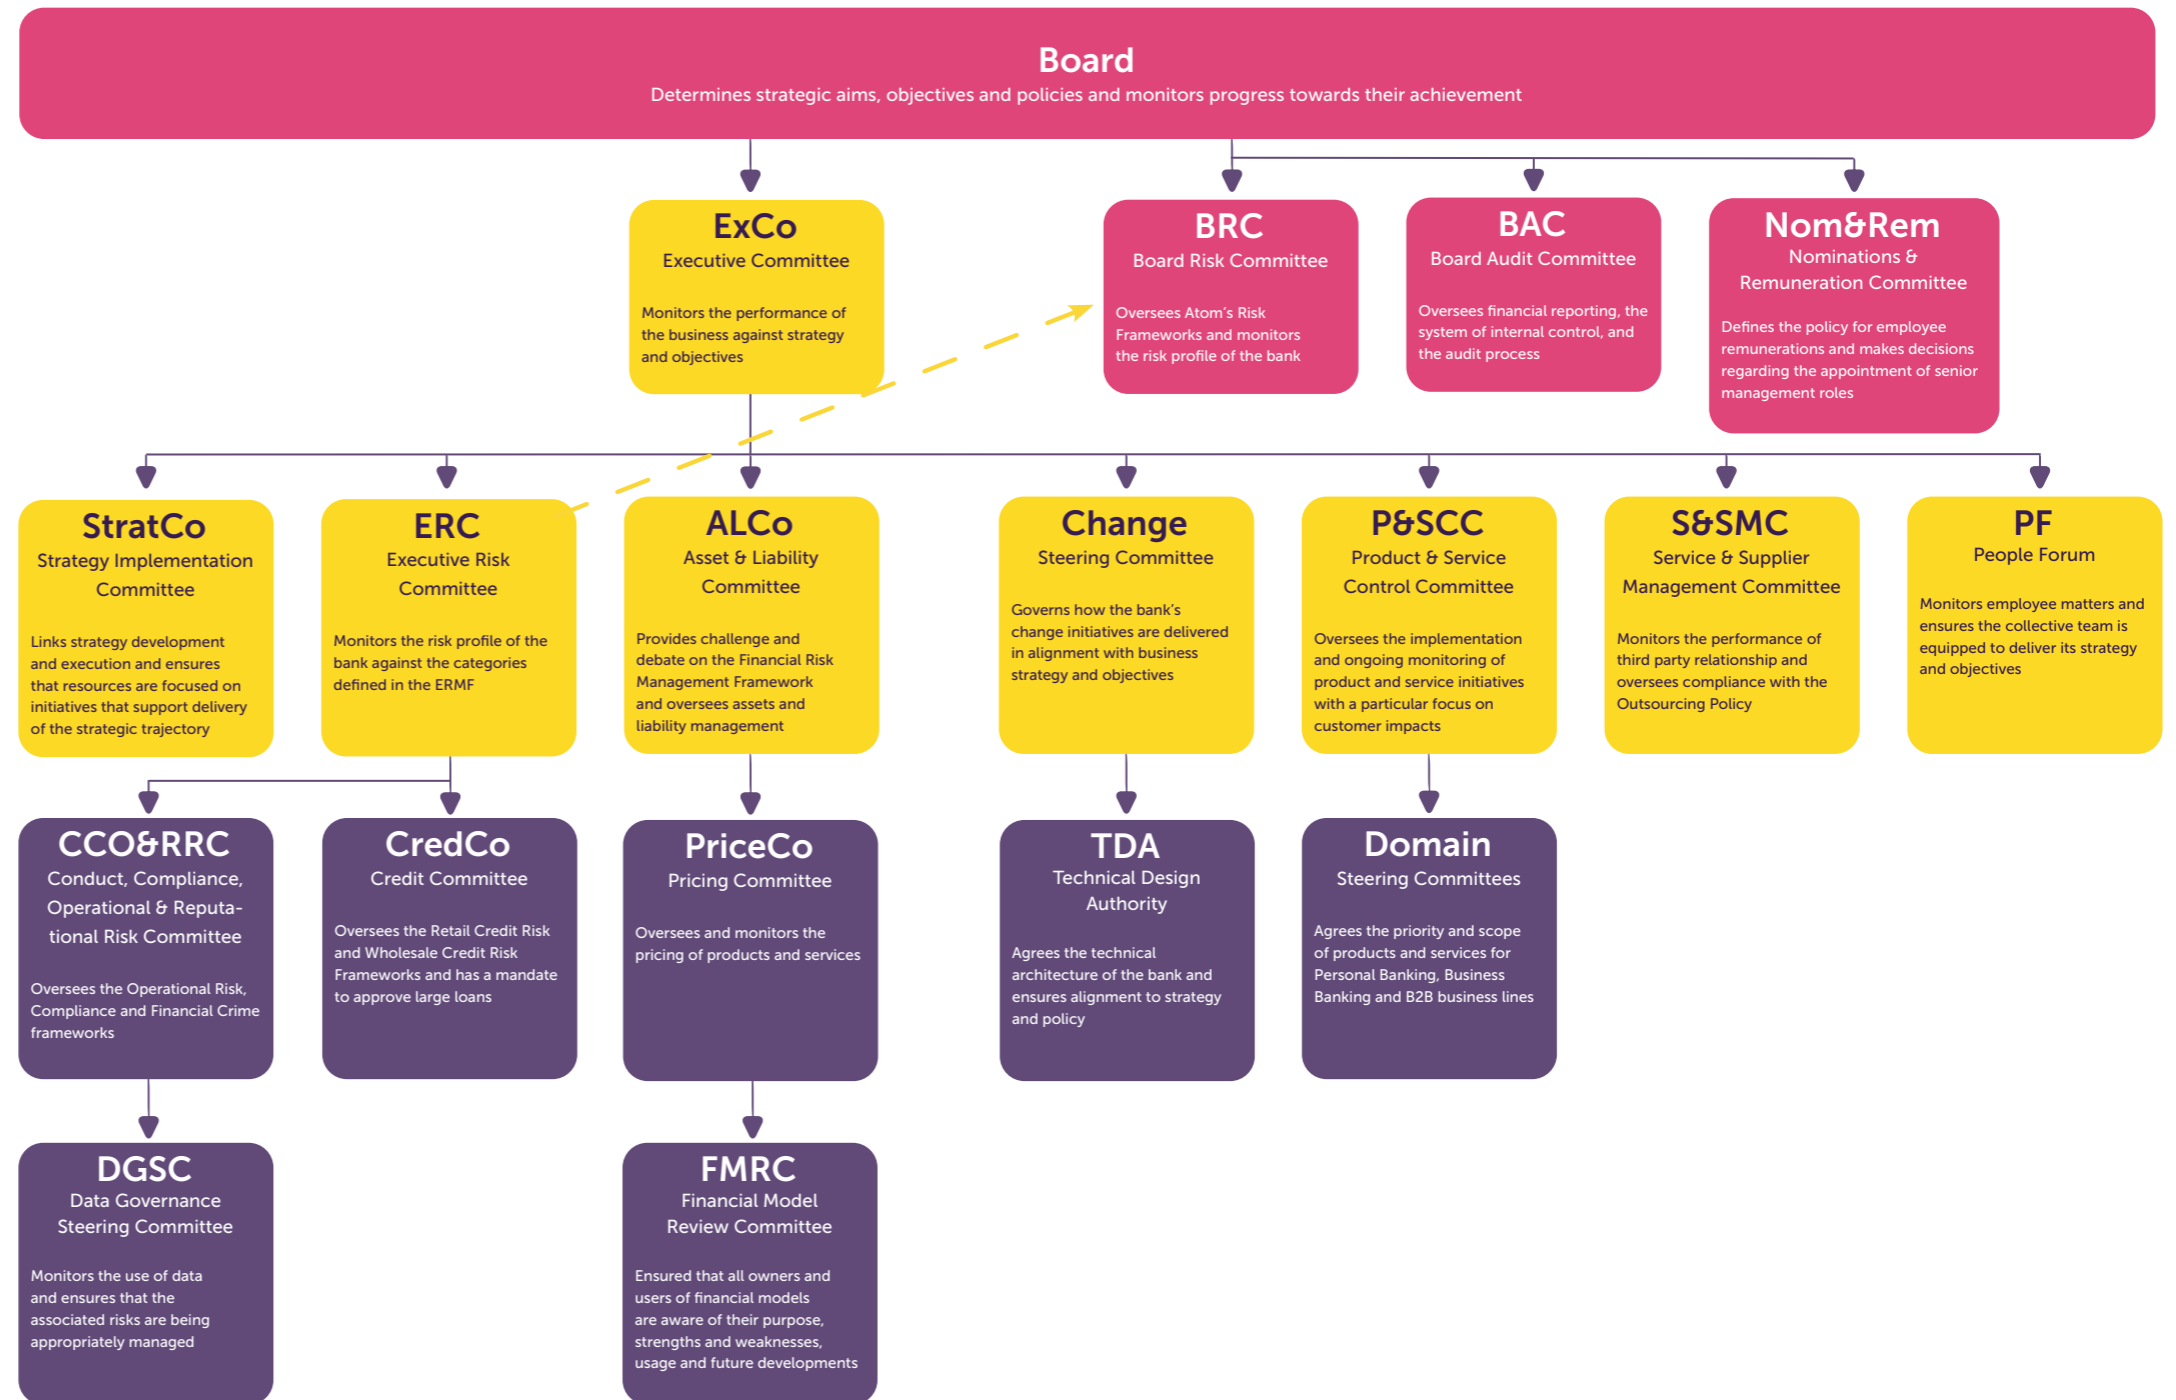 Board
Determines strategic aims, objectives and policies and monitors progress towards their achievement
ExCo
Executive Committee
Monitors the performance of
the business against strategy
and objectives
BRC
Board Risk Committee
Oversees Atom's Risk
Frameworks and monitors
the risk profile of the bank
BAC
Board Audit Committee
Oversees financial reporting, the
system of internal control, and
the audit process
Nom&Rem
Nominations &
Remuneration Committee
Defines the policy for employee
remunerations and makes decisions
regarding the appointment of senior
management roles
StratCo
Strategy Implementation
Committee
Links strategy development
and execution and ensures
that resources are focused on
initiatives that support delivery
of the strategic trajectory
ERC
Executive Risk
Committee
Monitors the risk profile of the
bank against the categories
defined in the ERMF
ALCo
Asset & Liability
Committee
Provides challenge and
debate on the Financial Risk
Management Framework
and oversees assets and
liability management
Change
Steering Committee
Governs how the bank's
change initiatives are delivered
in alignment with business
strategy and objectives
P&SCC
Product & Service
Control Committee
Oversees the implementation
and ongoing monitoring of
product and service initiatives
with a particular focus on
customer impacts
S&SMC
Service & Supplier
Management Committee
Monitors the performance of
third party relationship and
oversees compliance with the
Outsourcing Policy
PF
People Forum
Monitors employee matters and
ensures the collective team is
equipped to deliver its strategy
and objectives
CCO&RRC
Conduct, Compliance,
Operational & Reputa-
tional Risk Committee
Oversees the Operational Risk,
Compliance and Financial Crime
frameworks
CredCo
Credit Committee
Oversees the Retail Credit Risk
and Wholesale Credit Risk
Frameworks and has a mandate
to approve large loans
PriceCo
Pricing Committee
Oversees and monitors the
pricing of products and services
TDA
Technical Design
Authority
Agrees the technical
architecture of the bank and
ensures alignment to strategy
and policy
Domain
Steering Committees
Agrees the priority and scope
of products and services for
Personal Banking, Business
Banking and B2B business lines
DGSC
Data Governance
Steering Committee
Monitors the use of data
and ensures that the
associated risks are being
appropriately managed
FMRC
Financial Model
Review Committee
Ensured that all owners and
users of financial models
are aware of their purpose,
strengths and weaknesses,
usage and future developments